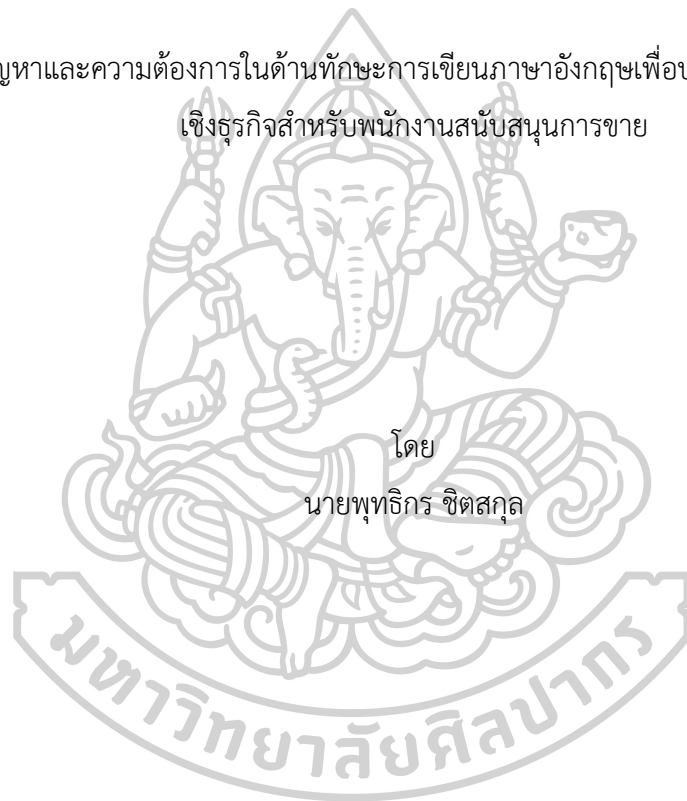 ญหาและความต้องการในด้านทักษะการเขียนภาษาอังกฤษเพื่อ
เชิงธุรกิจสำหรับพนักงานสนับสนุนการขาย
โดย
นายพุทธิกร ชิตสกุล
มหาวิทยาลัยศิลปากร